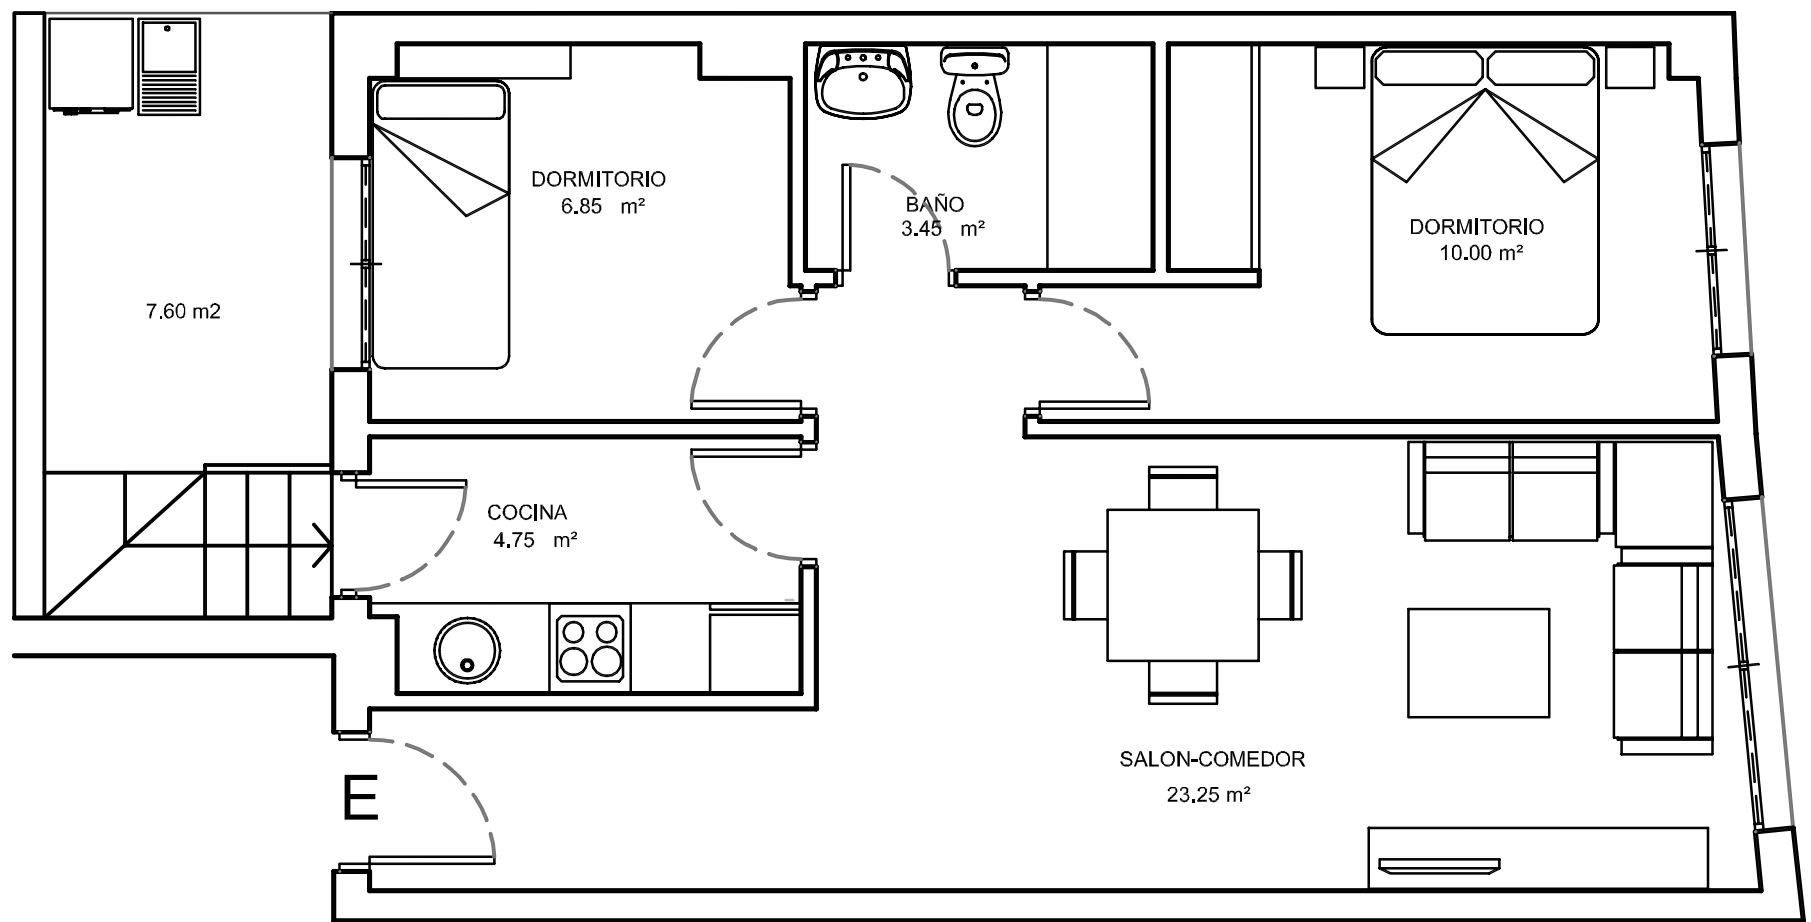 DORMITORIO
6.85 m²
BAÑO
3.45 m²
DORMITORIO
10.00 m²
7.60 m2
COCINA
4.75 m²
SALON-COMEDOR
23.25 m²
E